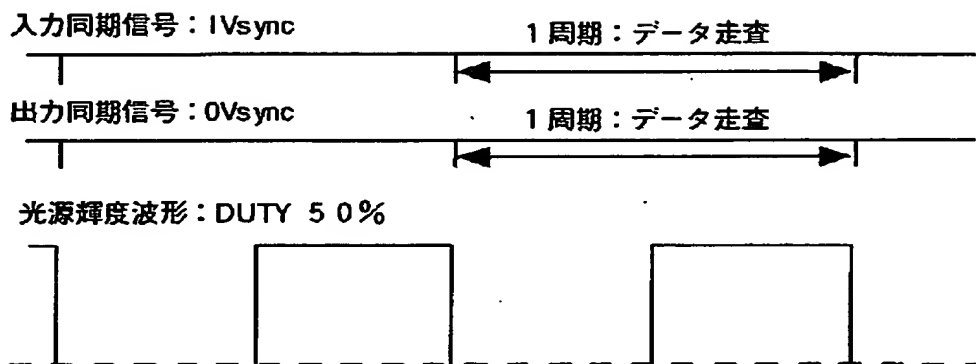 入力同期信号：IVsync
1周期：データ走査
出力同期信号：0Vsync
1周期：データ走査
光源輝度波形：DUTY 50%